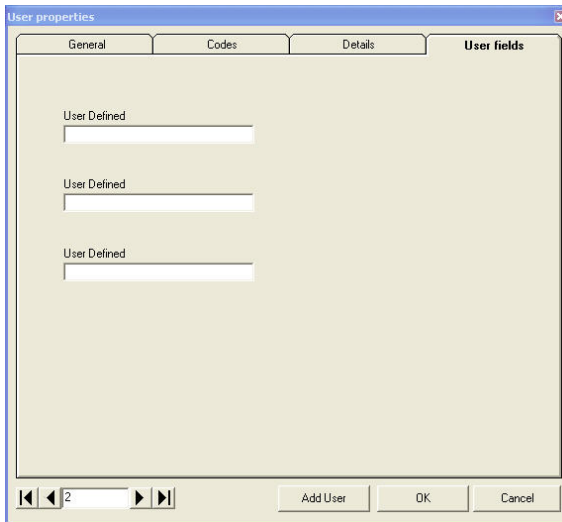 User properties
General Codes Details User fields
User Defined
User Defined
User Defined
2 Add User OK Cancel